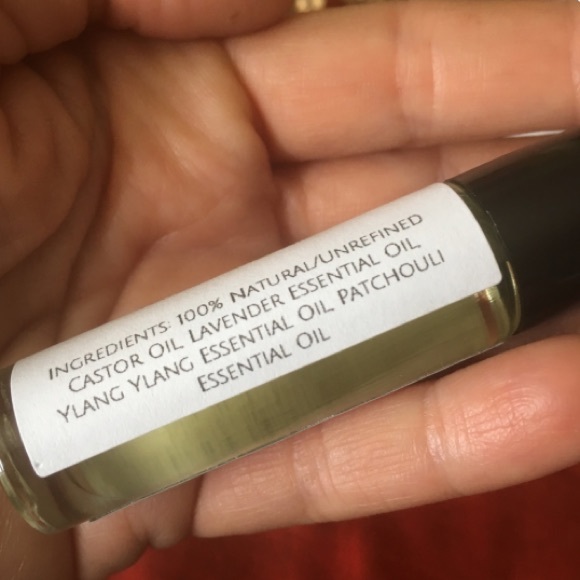 INGREDIENTS: 100% NATURAL/UNREFINED
CASTOR OIL LAVENDER ESSENTIAL OIL
YLANG YLANG ESSENTIAL OIL PATCHOULI
ESSENTIAL OIL